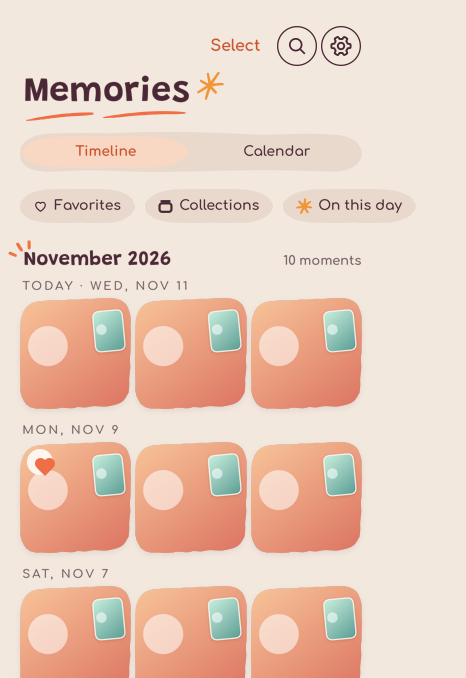 Select
Memories
Timeline
Calendar
Favorites
Collections
On this day
November 2026
10 moments
TODAY · WED, NOV 11
MON, NOV 9
SAT, NOV 7